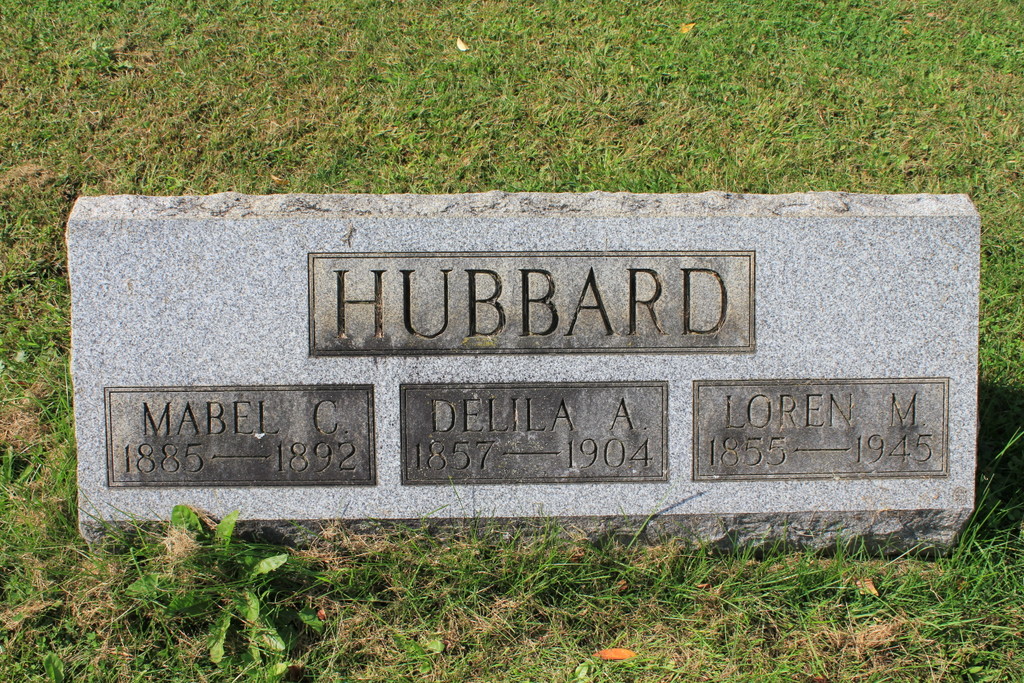 HUBBARD
MABEL C.
1885—1892
DELILA A.
1857—1904
LOREN M.
1855—1945